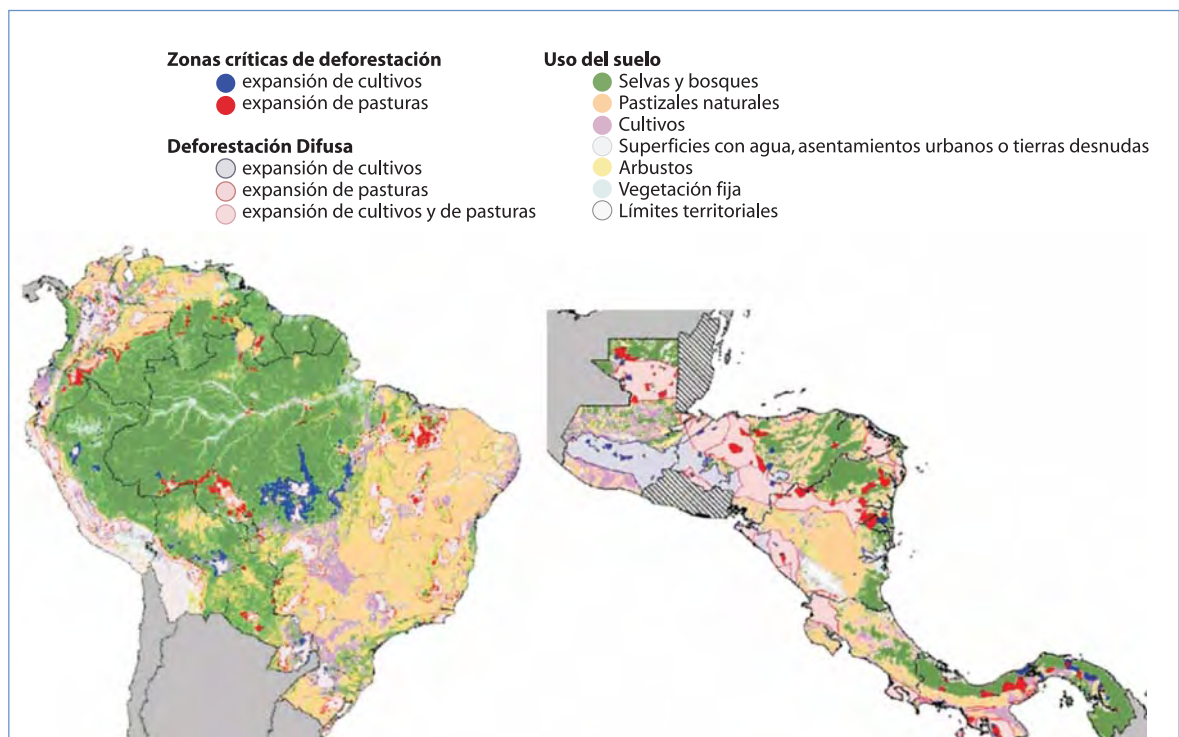 Zonas críticas de deforestación
expansión de cultivos
expansión de pasturas
Deforestación Difusa
expansión de cultivos
expansión de pasturas
expansión de cultivos y de pasturas
Uso del suelo
Selvas y bosques
Pastizales naturales
Cultivos
Superficies con agua, asentamientos urbanos o tierras desnudas
Arbustos
Vegetación fija
Límites territoriales